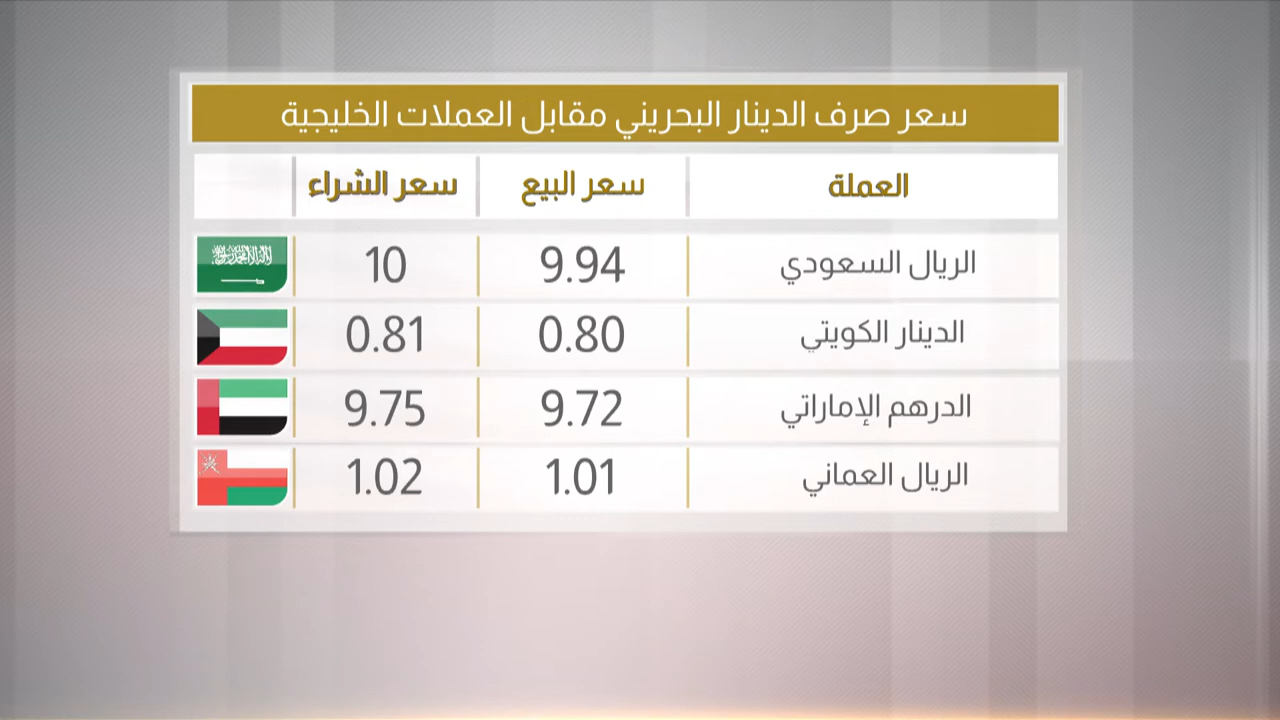 سعر صرف الدينار البحريني مقابل العملات الخليجية
العملة سعر البيع سعر الشراء
الريال السعودي 9.94 10
الدينار الكويتي 0.80 0.81
الدرهم الإماراتي 9.72 9.75
الريال العماني 1.01 1.02